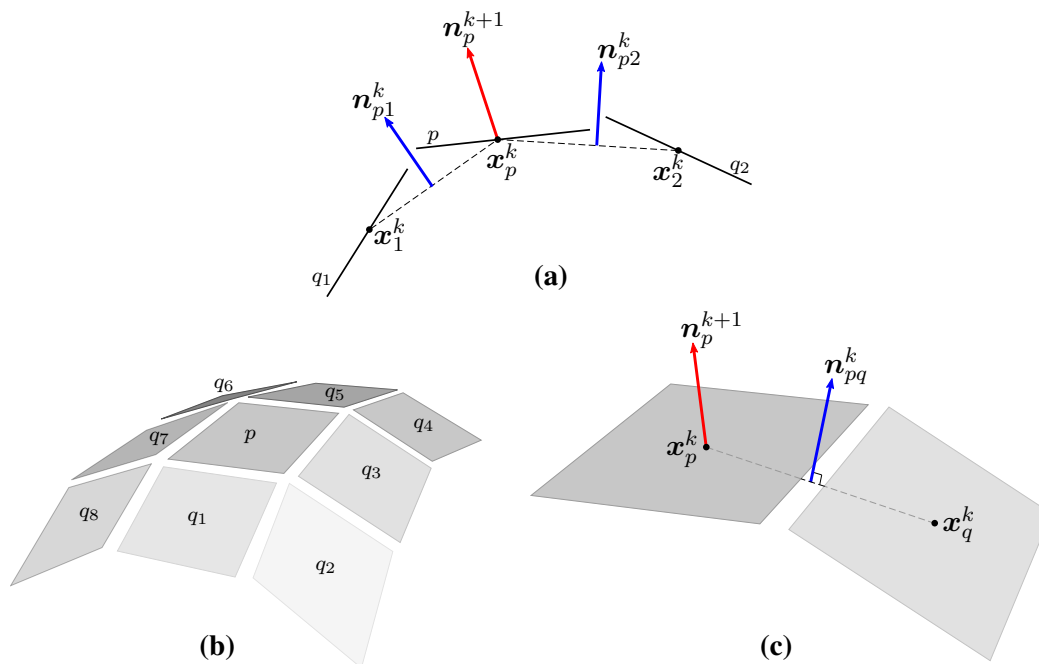 n_p^{k+1}
n_{p2}^k
n_{p1}^k
p
x_p^k
x_2^k
q_2
x_1^k
q_1
(a)
n_p^{k+1}
n_{pq}^k
q_6
q_5
q_7
p
q_4
x_p^k
q_3
q_8
q_1
x_q^k
q_2
(b)
(c)